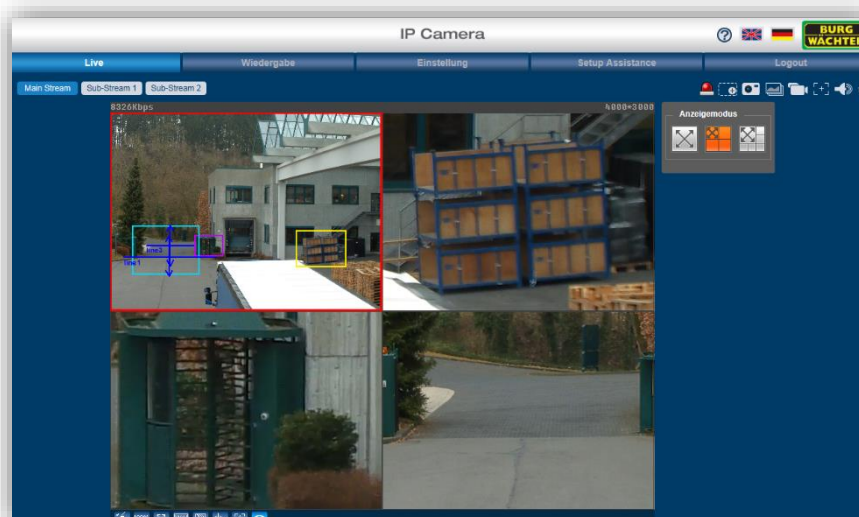 IP Camera
BURG
WÄCHTER
Live Wiedergabe Einstellung Setup Assistance Logout
Main Stream Sub-Stream 1 Sub-Stream 2
8326Kbps 4000*3000
Anzeigemodus
line2
line1